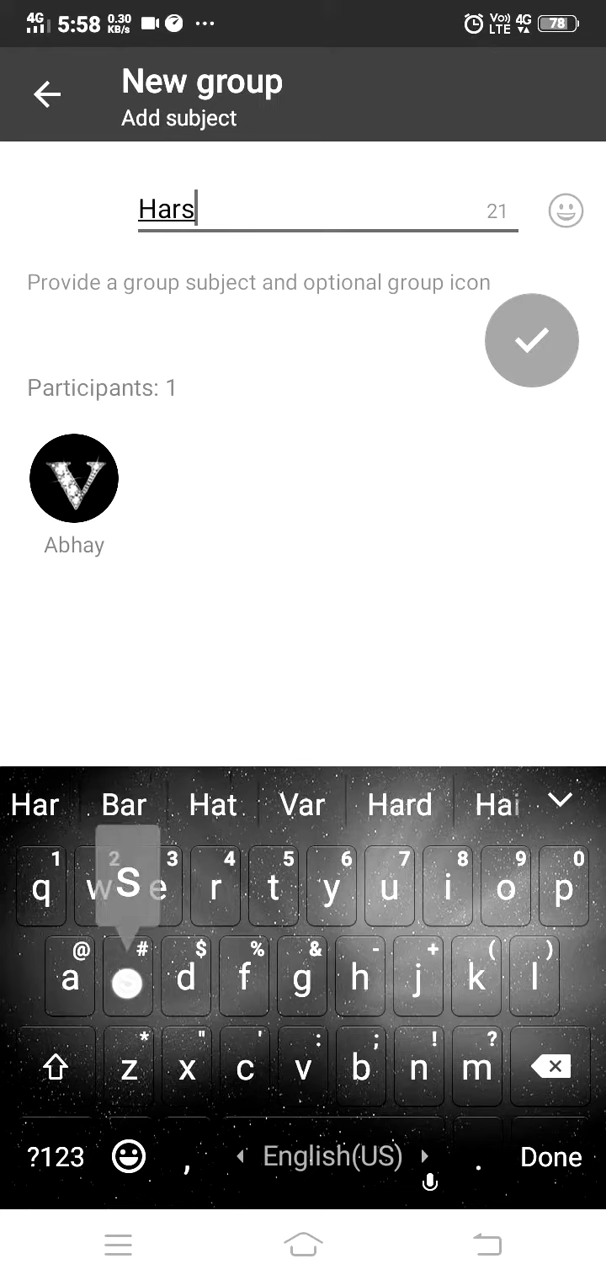 4G 5:58 0.30 KB/s ... Vo)) LTE 4G 78
New group
Add subject
Hars 21
Provide a group subject and optional group icon
Participants: 1
V
Abhay
Har Bar Hat Var Hard Hai
S
1 2 3 4 5 6 7 8 9 0
q w e r t y u i o p
@ # $ % & - + ( )
a d f g h j k l
* " ' : ; ! ?
z x c v b n m
?123 , English(US) . Done